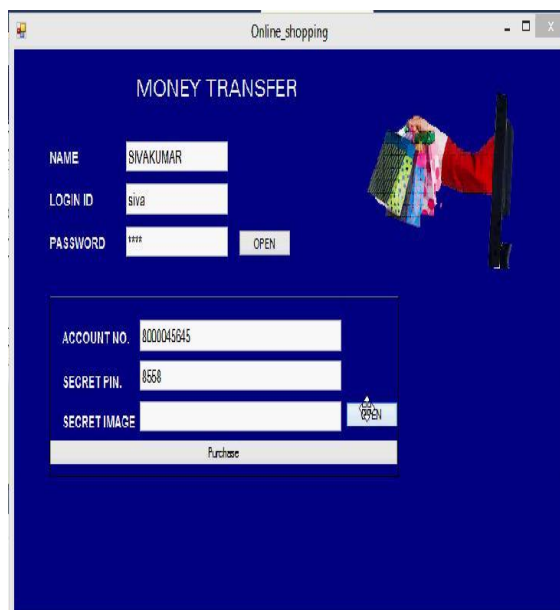 Online_shopping
MONEY TRANSFER
NAME SIVAKUMAR
LOGIN ID siva
PASSWORD **** OPEN
ACCOUNT NO. 8000045645
SECRET PIN. 8558
SECRET IMAGE OPEN
Purchase